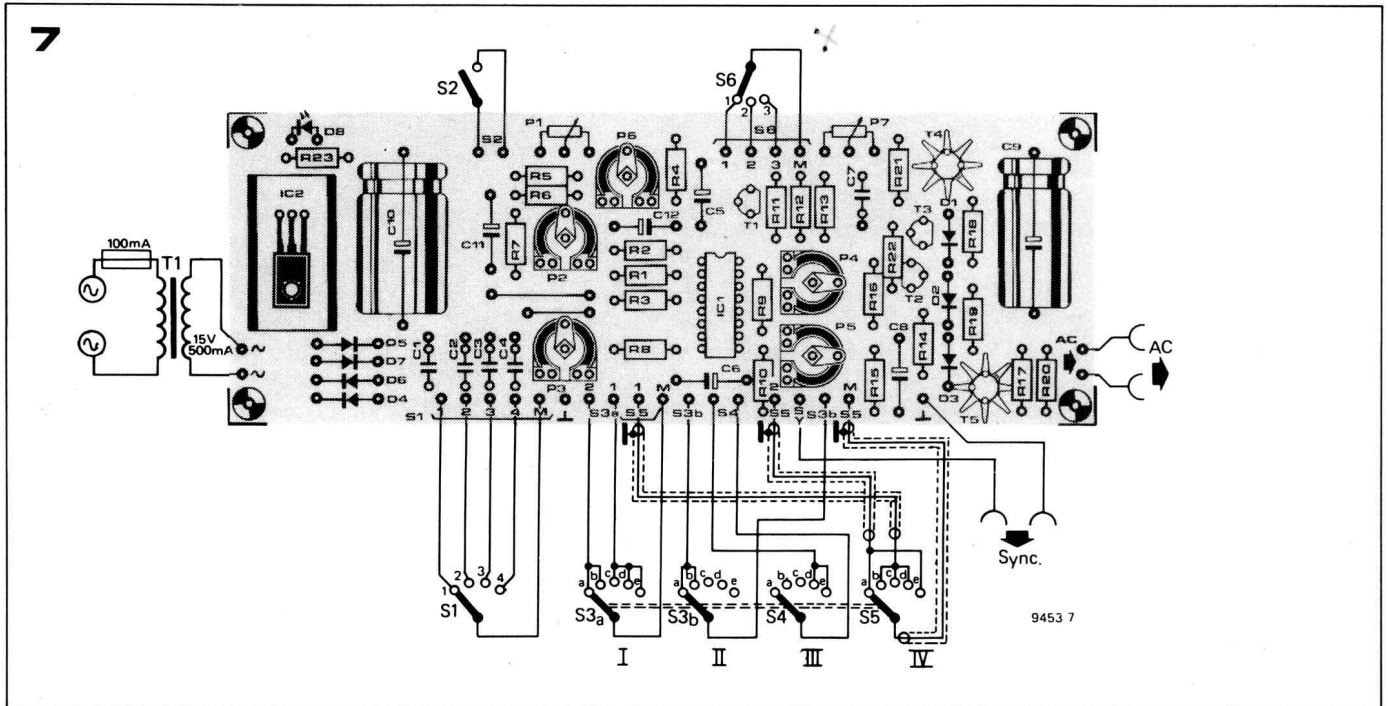 7
S2
S6
1
2
3
D8
R23
S2
P1
P6
S6
1 2 3 M
P7
T4
C9
R21
IC2
C10
R5
R6
R4
C5
C7
T1
R11
R12
R13
D1
T3
R18
C11
R7
C12
R2
R1
R3
P2
IC1
P4
R9
R16
R22
T2
D2
R19
100mA
T1
15V
500mA
~
~
D5
D7
D6
D4
C1
C2
C3
C4
P3
R8
C6
P5
R10
R15
C8
R14
D3
T5
R17
R20
AC
AC
S1
1 2 3 4 M ⊥
2 1 1 M
S3a S5 S3b S4
2
S5 Y S3b S5
M
⊥
Sync.
1 2 3 4
S1
a b c d e
S3a
a b c d e
S3b
a b c d e
S4
a b c d e
S5
I II III IV
9453 7